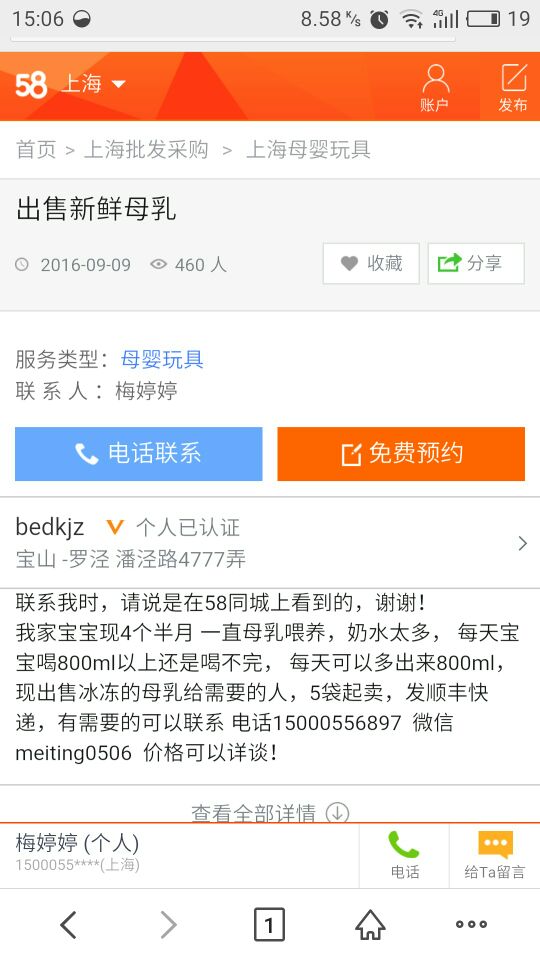 15:06 8.58 K/s 4G 19
58 上海 账户 发布
首页 > 上海批发采购 > 上海母婴玩具
出售新鲜母乳
2016-09-09 460 人 收藏 分享
服务类型： 母婴玩具
联 系 人 ： 梅婷婷
电话联系 免费预约
bedkjz 个人已认证
宝山 -罗泾 潘泾路4777弄
联系我时，请说是在58同城上看到的，谢谢！
我家宝宝现4个半月 一直母乳喂养，奶水太多， 每天宝
宝喝800ml以上还是喝不完， 每天可以多出来800ml，
现出售冰冻的母乳给需要的人，5袋起卖，发顺丰快
递，有需要的可以联系 电话15000556897 微信
meiting0506 价格可以详谈！
查看全部详情
梅婷婷 (个人)
1500055****(上海)
电话 给Ta留言
1